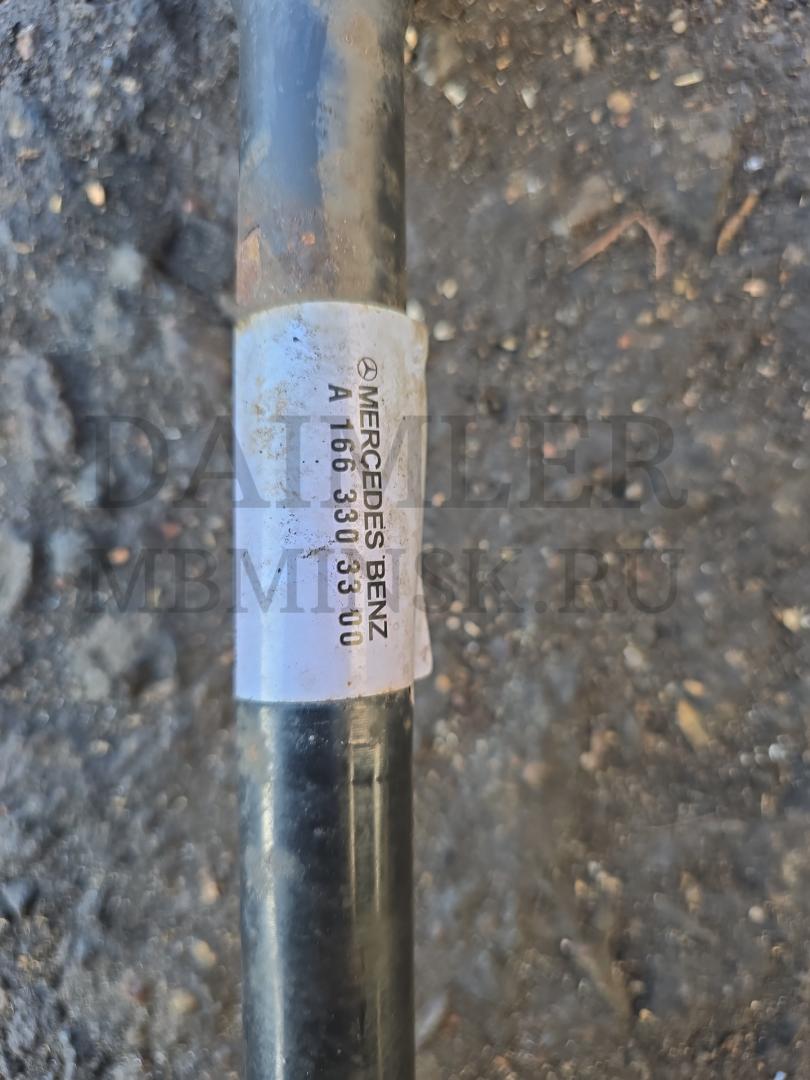 MERCEDES BENZ
A 166 330 33 00
DAIMLER
MBMINSK.RU